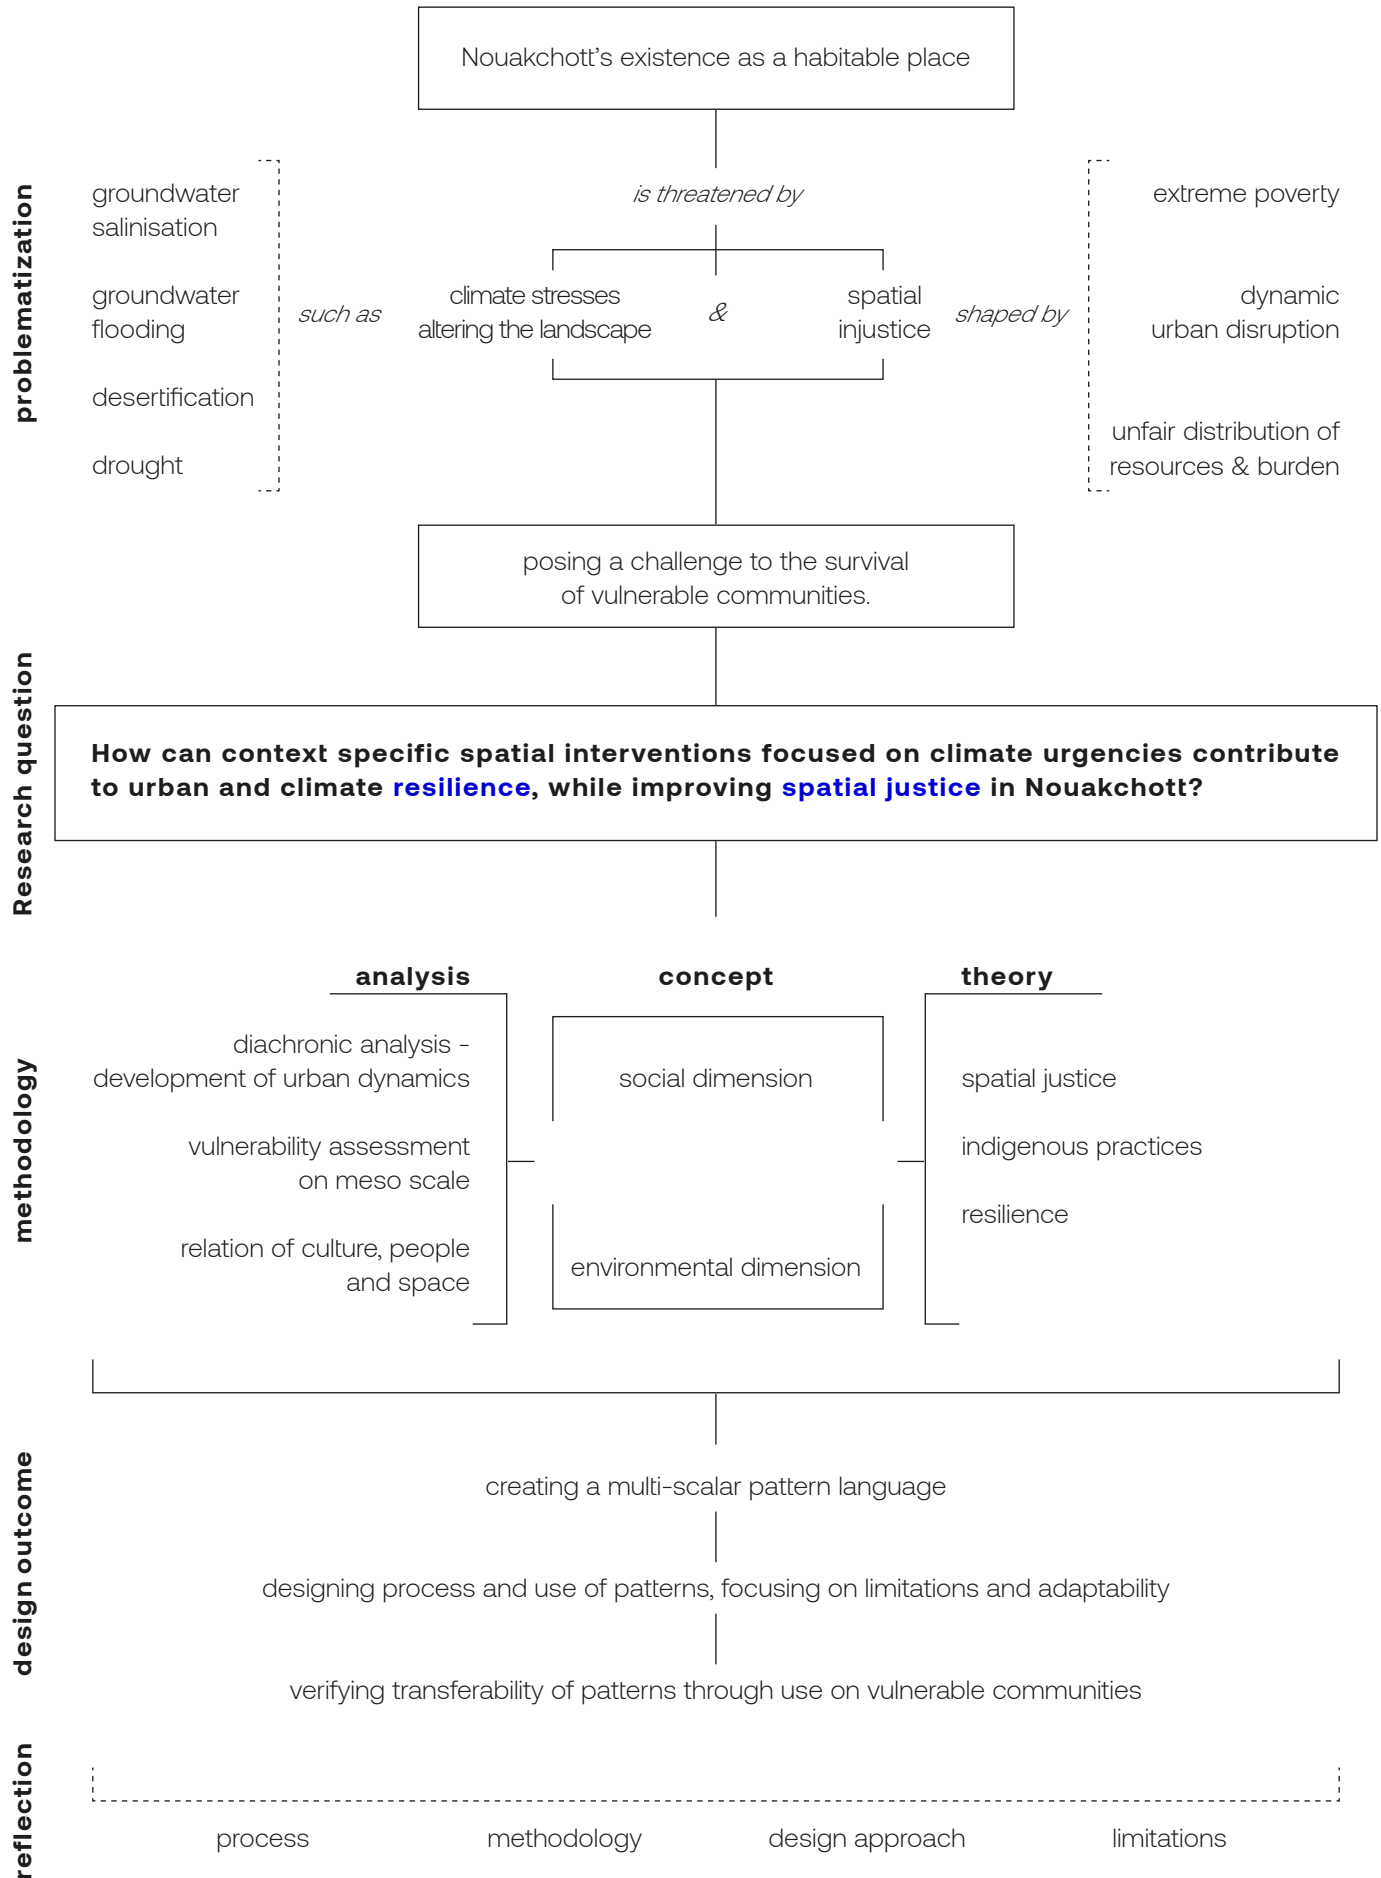 Nouakchott's existence as a habitable place
problematization
groundwater
salinisation
groundwater
flooding
desertification
drought
such as
is threatened by
climate stresses
altering the landscape
&
spatial
injustice
shaped by
extreme poverty
dynamic
urban disruption
unfair distribution of
resources & burden
posing a challenge to the survival
of vulnerable communities.
Research question
How can context specific spatial interventions focused on climate urgencies contribute
to urban and climate resilience, while improving spatial justice in Nouakchott?
methodology
analysis
diachronic analysis -
development of urban dynamics
vulnerability assessment
on meso scale
relation of culture, people
and space
concept
social dimension
environmental dimension
theory
spatial justice
indigenous practices
resilience
design outcome
creating a multi-scalar pattern language
designing process and use of patterns, focusing on limitations and adaptability
verifying transferability of patterns through use on vulnerable communities
reflection
process
methodology
design approach
limitations